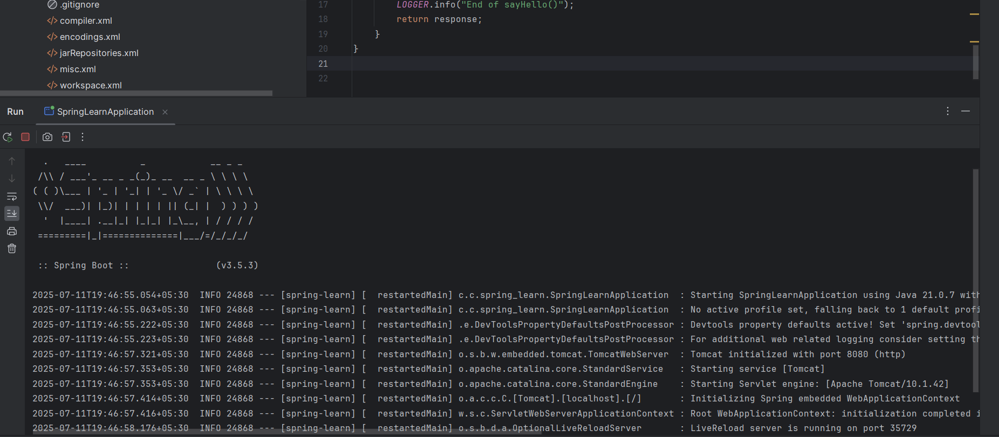 .gitignore
compiler.xml
encodings.xml
jarRepositories.xml
misc.xml
workspace.xml
17 LOGGER.info("End of sayHello()");
18 return response;
19 }
20 }
21
22
Run SpringLearnApplication
  .   ____          _            __ _ _
 /\\ / ___'_ __ _ _(_)_ __  __ _ \ \ \ \
( ( )\___ | '_ | '_| | '_ \/ _` | \ \ \ \
 \\/  ___)| |_)| | | | | || (_| |  ) ) ) )
  '  |____| .__|_| |_|_| |_\__, | / / / /
 =========|_|==============|___/=/_/_/_/
 :: Spring Boot ::                (v3.5.3)
2025-07-11T19:46:55.054+05:30  INFO 24868 --- [spring-learn] [  restartedMain] c.c.spring_learn.SpringLearnApplication  : Starting SpringLearnApplication using Java 21.0.7 with
2025-07-11T19:46:55.063+05:30  INFO 24868 --- [spring-learn] [  restartedMain] c.c.spring_learn.SpringLearnApplication  : No active profile set, falling back to 1 default profi
2025-07-11T19:46:55.222+05:30  INFO 24868 --- [spring-learn] [  restartedMain] .e.DevToolsPropertyDefaultsPostProcessor : Devtools property defaults active! Set 'spring.devtool
2025-07-11T19:46:55.223+05:30  INFO 24868 --- [spring-learn] [  restartedMain] .e.DevToolsPropertyDefaultsPostProcessor : For additional web related logging consider setting th
2025-07-11T19:46:57.321+05:30  INFO 24868 --- [spring-learn] [  restartedMain] o.s.b.w.embedded.tomcat.TomcatWebServer  : Tomcat initialized with port 8080 (http)
2025-07-11T19:46:57.353+05:30  INFO 24868 --- [spring-learn] [  restartedMain] o.apache.catalina.core.StandardService   : Starting service [Tomcat]
2025-07-11T19:46:57.353+05:30  INFO 24868 --- [spring-learn] [  restartedMain] o.apache.catalina.core.StandardEngine    : Starting Servlet engine: [Apache Tomcat/10.1.42]
2025-07-11T19:46:57.414+05:30  INFO 24868 --- [spring-learn] [  restartedMain] o.a.c.c.C.[Tomcat].[localhost].[/]       : Initializing Spring embedded WebApplicationContext
2025-07-11T19:46:57.416+05:30  INFO 24868 --- [spring-learn] [  restartedMain] w.s.c.ServletWebServerApplicationContext : Root WebApplicationContext: initialization completed i
2025-07-11T19:46:58.176+05:30  INFO 24868 --- [spring-learn] [  restartedMain] o.s.b.d.a.OptionalLiveReloadServer       : LiveReload server is running on port 35729